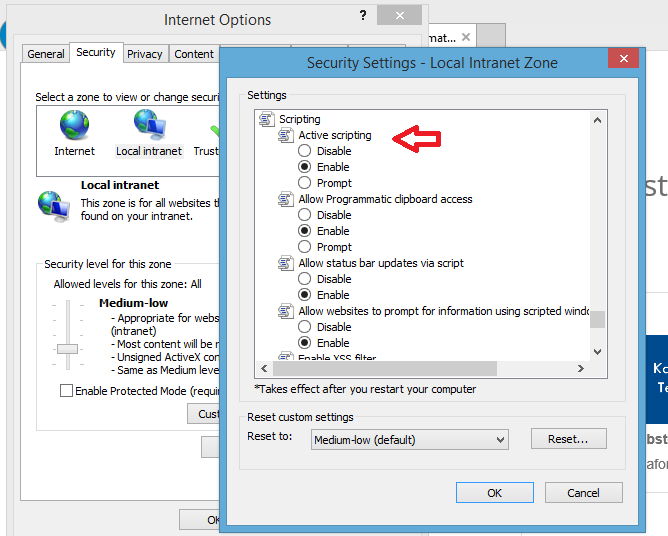 Internet Options
?
General
Security
Privacy
Content
Select a zone to view or change securi
Internet
Local intranet
Trust
Local intranet
This zone is for all websites th
found on your intranet.
Security level for this zone
Allowed levels for this zone: All
Medium-low
- Appropriate for webs
(intranet)
- Most content will be r
- Unsigned ActiveX con
- Same as Medium leve
Enable Protected Mode (requi
Cust
OK
mat...
Security Settings - Local Intranet Zone
Settings
Scripting
Active scripting
Disable
Enable
Prompt
Allow Programmatic clipboard access
Disable
Enable
Prompt
Allow status bar updates via script
Disable
Enable
Allow websites to prompt for information using scripted windo
Disable
Enable
Enable XSS filter
*Takes effect after you restart your computer
Reset custom settings
Reset to:
Medium-low (default)
Reset...
OK
Cancel
st
Ka
Te
bst
afor